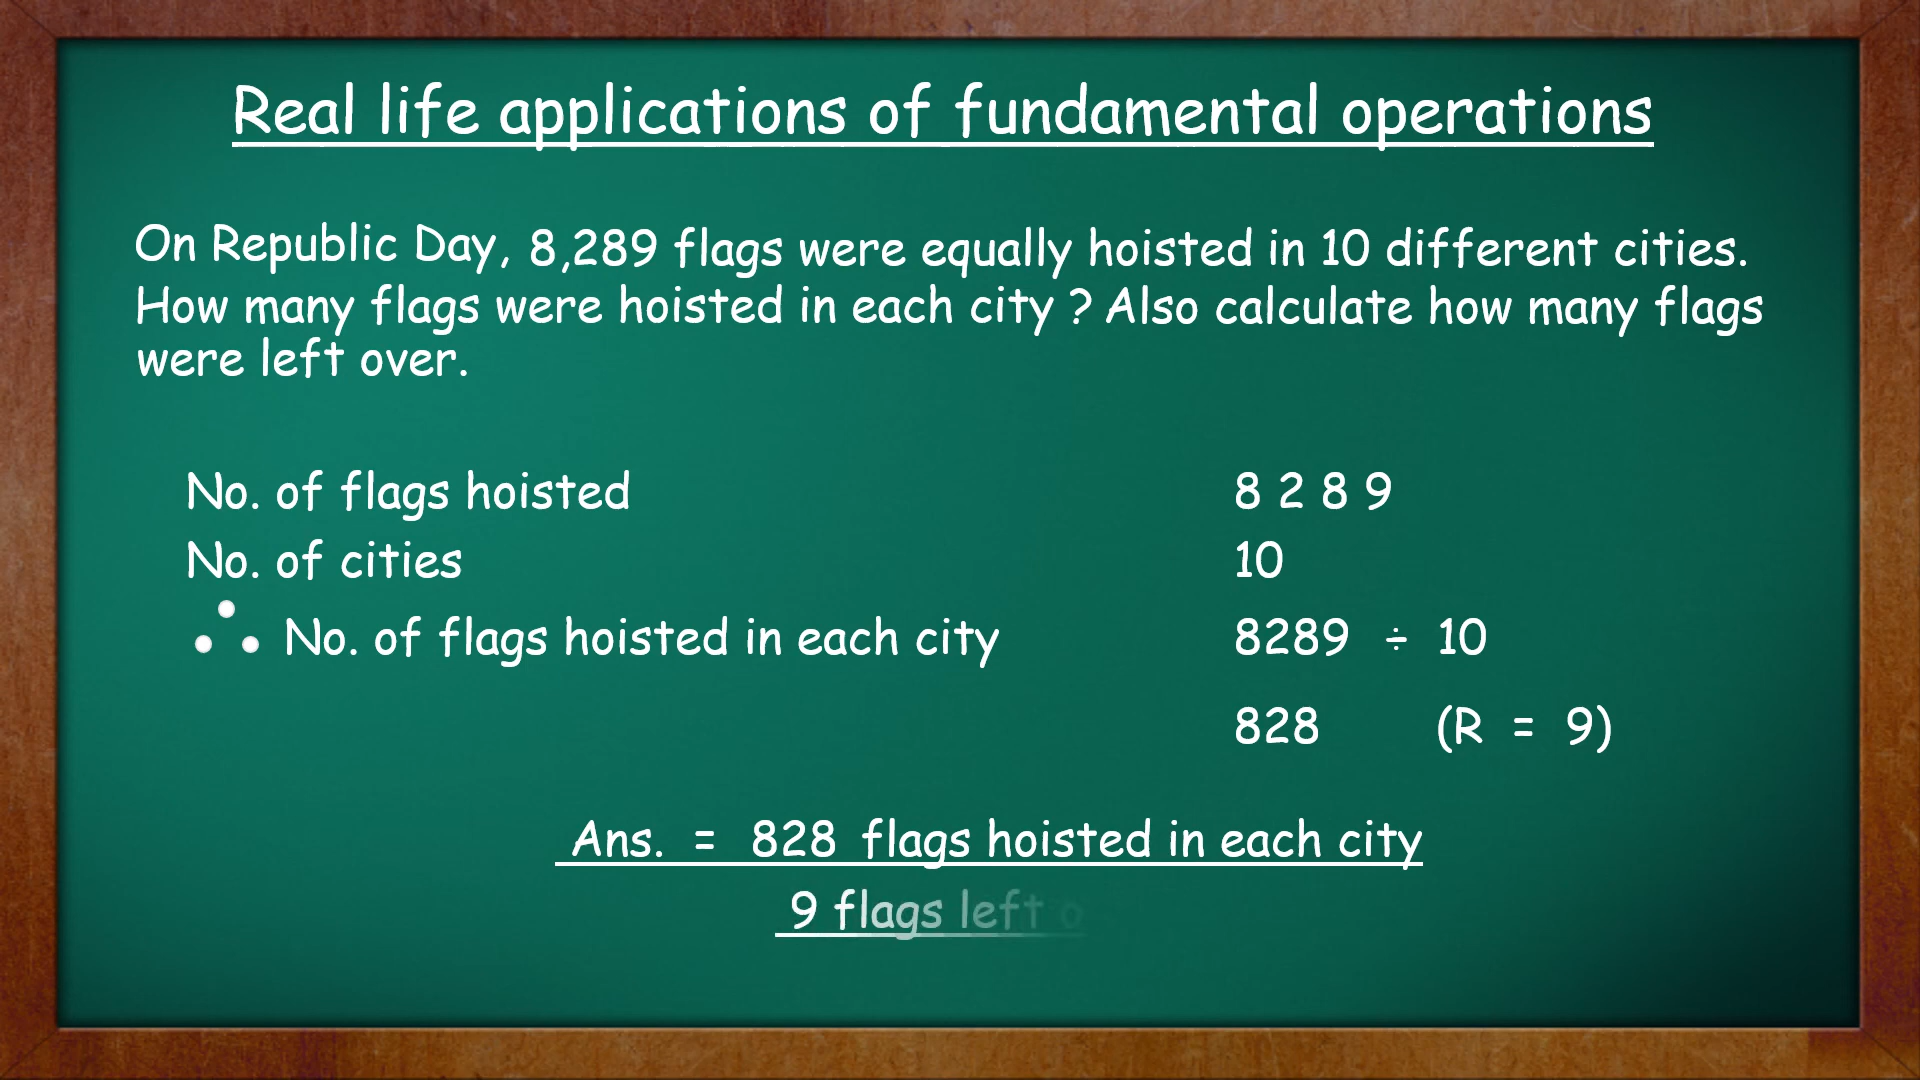 Real life applications of fundamental operations
On Republic Day, 8,289 flags were equally hoisted in 10 different cities.
How many flags were hoisted in each city ? Also calculate how many flags
were left over.
No. of flags hoisted 8 2 8 9
No. of cities 10
∴ No. of flags hoisted in each city 8289 ÷ 10
828 (R = 9)
Ans. = 828 flags hoisted in each city
9 flags left